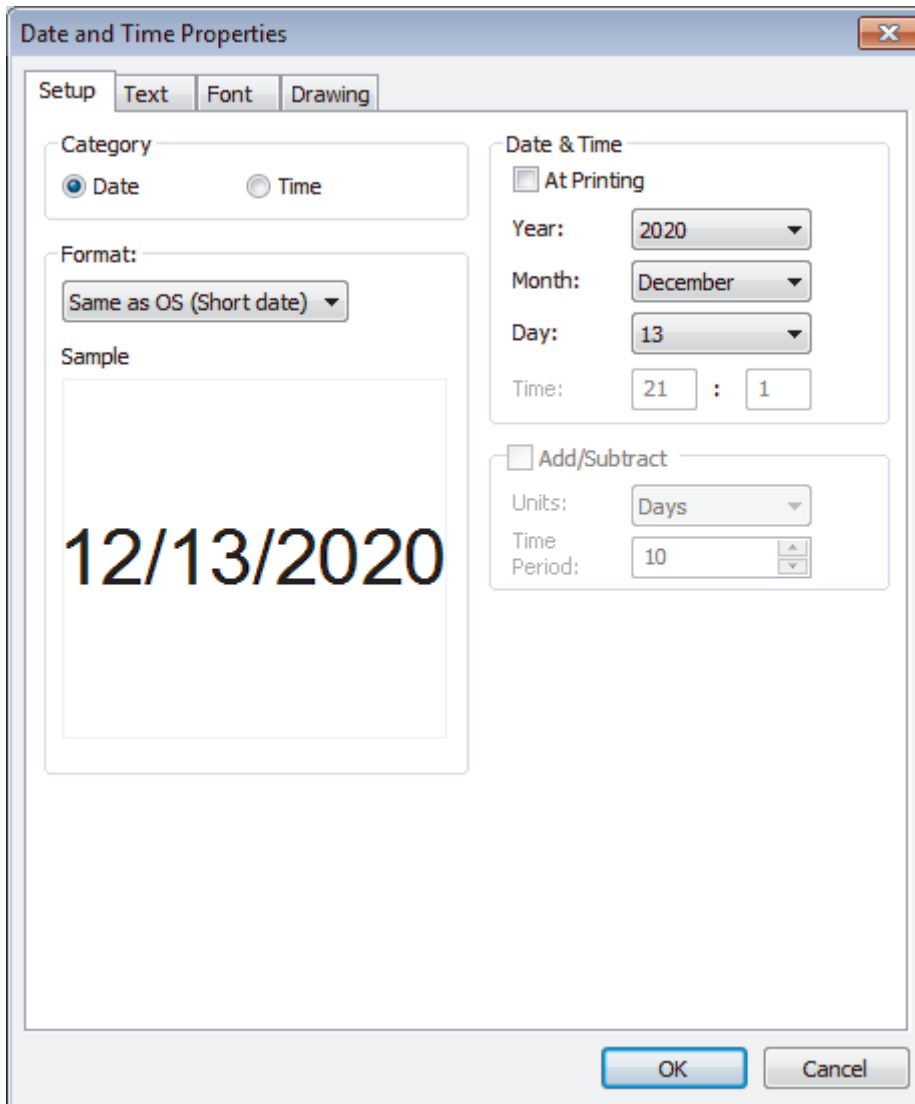 Date and Time Properties
Setup
Text
Font
Drawing
Category
Date
Time
Format:
Same as OS (Short date)
Sample
12/13/2020
Date & Time
At Printing
Year:
2020
Month:
December
Day:
13
Time:
21 : 1
Add/Subtract
Units:
Days
Time
Period:
10
OK
Cancel